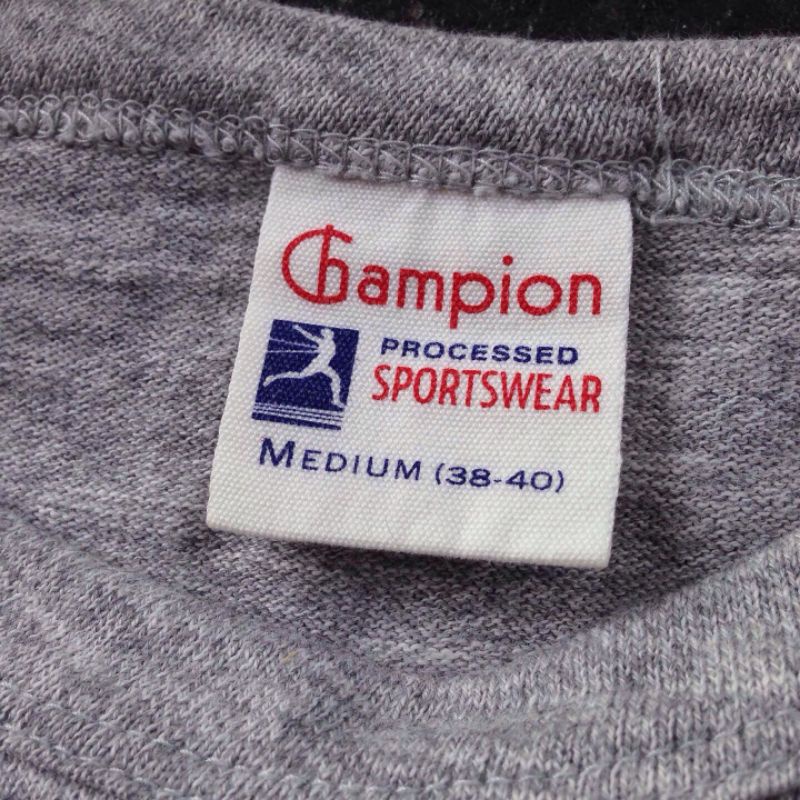 Champion
PROCESSED
SPORTSWEAR
MEDIUM (38-40)